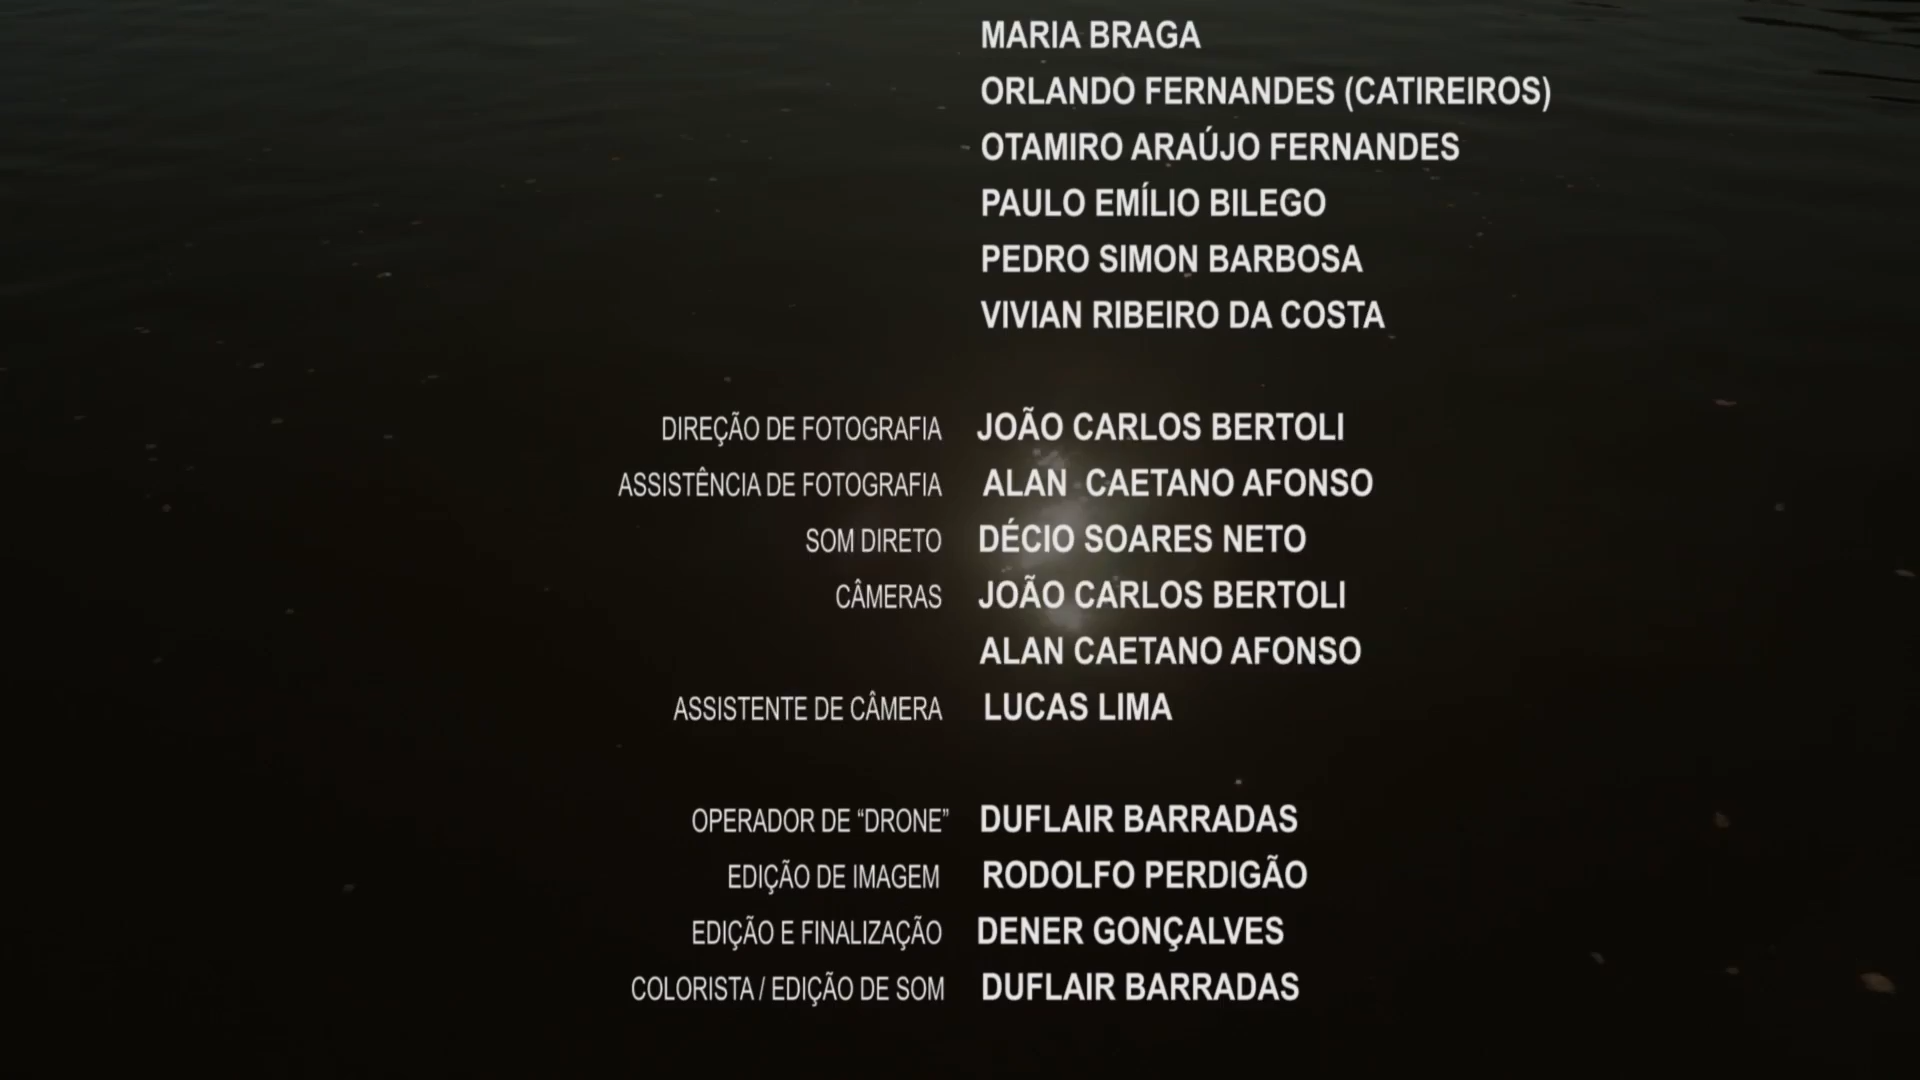 MARIA BRAGA
ORLANDO FERNANDES (CATIREIROS)
OTAMIRO ARAÚJO FERNANDES
PAULO EMÍLIO BILEGO
PEDRO SIMON BARBOSA
VIVIAN RIBEIRO DA COSTA
DIREÇÃO DE FOTOGRAFIA JOÃO CARLOS BERTOLI
ASSISTÊNCIA DE FOTOGRAFIA ALAN CAETANO AFONSO
SOM DIRETO DÉCIO SOARES NETO
CÂMERAS JOÃO CARLOS BERTOLI
ALAN CAETANO AFONSO
ASSISTENTE DE CÂMERA LUCAS LIMA
OPERADOR DE “DRONE” DUFLAIR BARRADAS
EDIÇÃO DE IMAGEM RODOLFO PERDIGÃO
EDIÇÃO E FINALIZAÇÃO DENER GONÇALVES
COLORISTA / EDIÇÃO DE SOM DUFLAIR BARRADAS